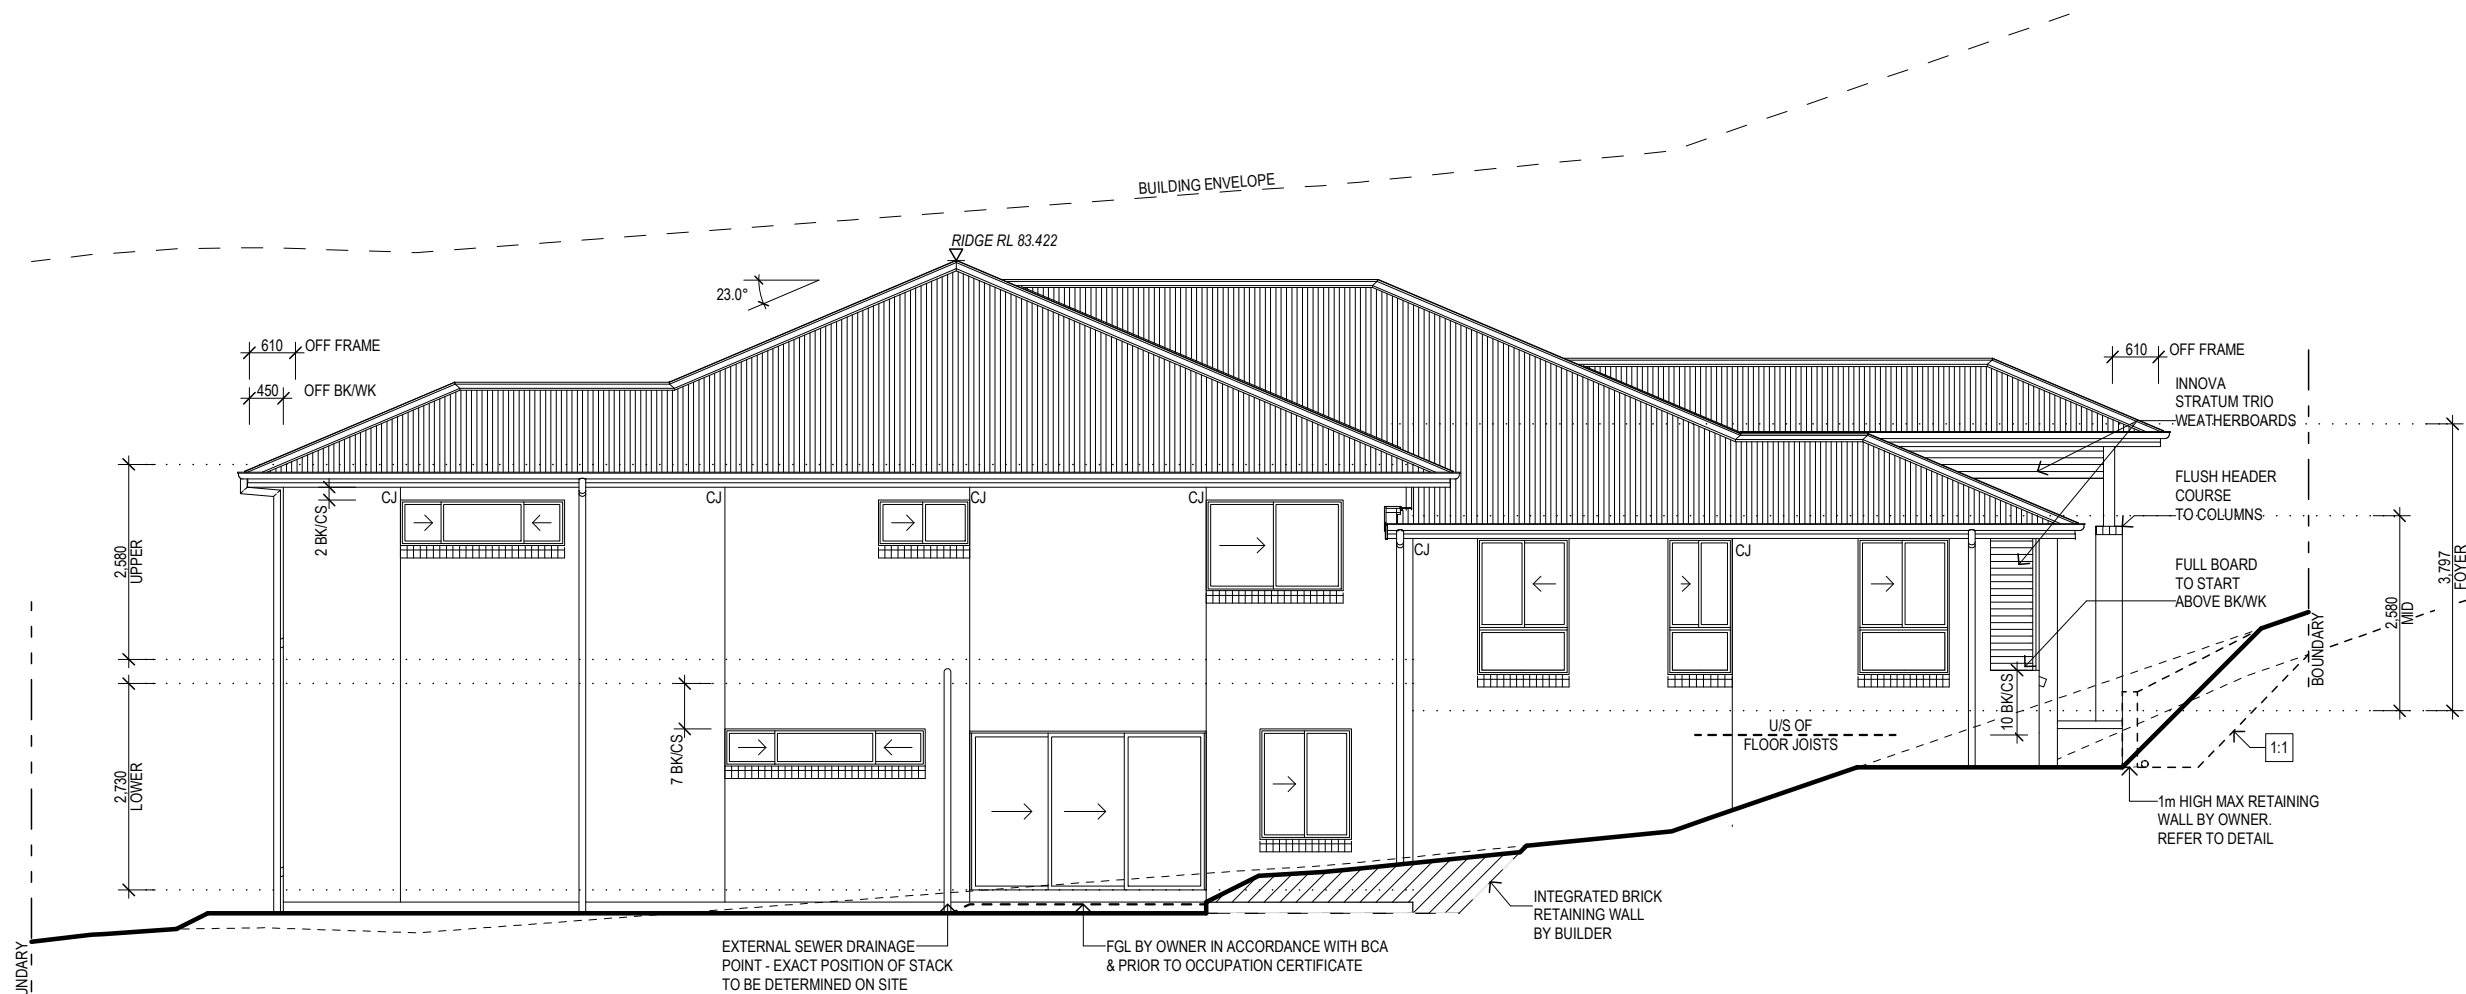 BUILDING ENVELOPE
RIDGE RL 83.422
23.0°
610 OFF FRAME
450 OFF BK/WK
610 OFF FRAME
INNOVA
STRATUM TRIO
WEATHERBOARDS
FLUSH HEADER
COURSE
TO COLUMNS
FULL BOARD
TO START
ABOVE BK/WK
CJ
CJ
CJ
CJ
CJ
CJ
2 BK/CS
2,580
UPPER
7 BK/CS
2,730
LOWER
10 BK/CS
2,580
MID
3,797
FOYER
BOUNDARY
U/S OF
FLOOR JOISTS
1:1
1m HIGH MAX RETAINING
WALL BY OWNER.
REFER TO DETAIL
INTEGRATED BRICK
RETAINING WALL
BY BUILDER
EXTERNAL SEWER DRAINAGE
POINT - EXACT POSITION OF STACK
TO BE DETERMINED ON SITE
FGL BY OWNER IN ACCORDANCE WITH BCA
& PRIOR TO OCCUPATION CERTIFICATE
UNDARY